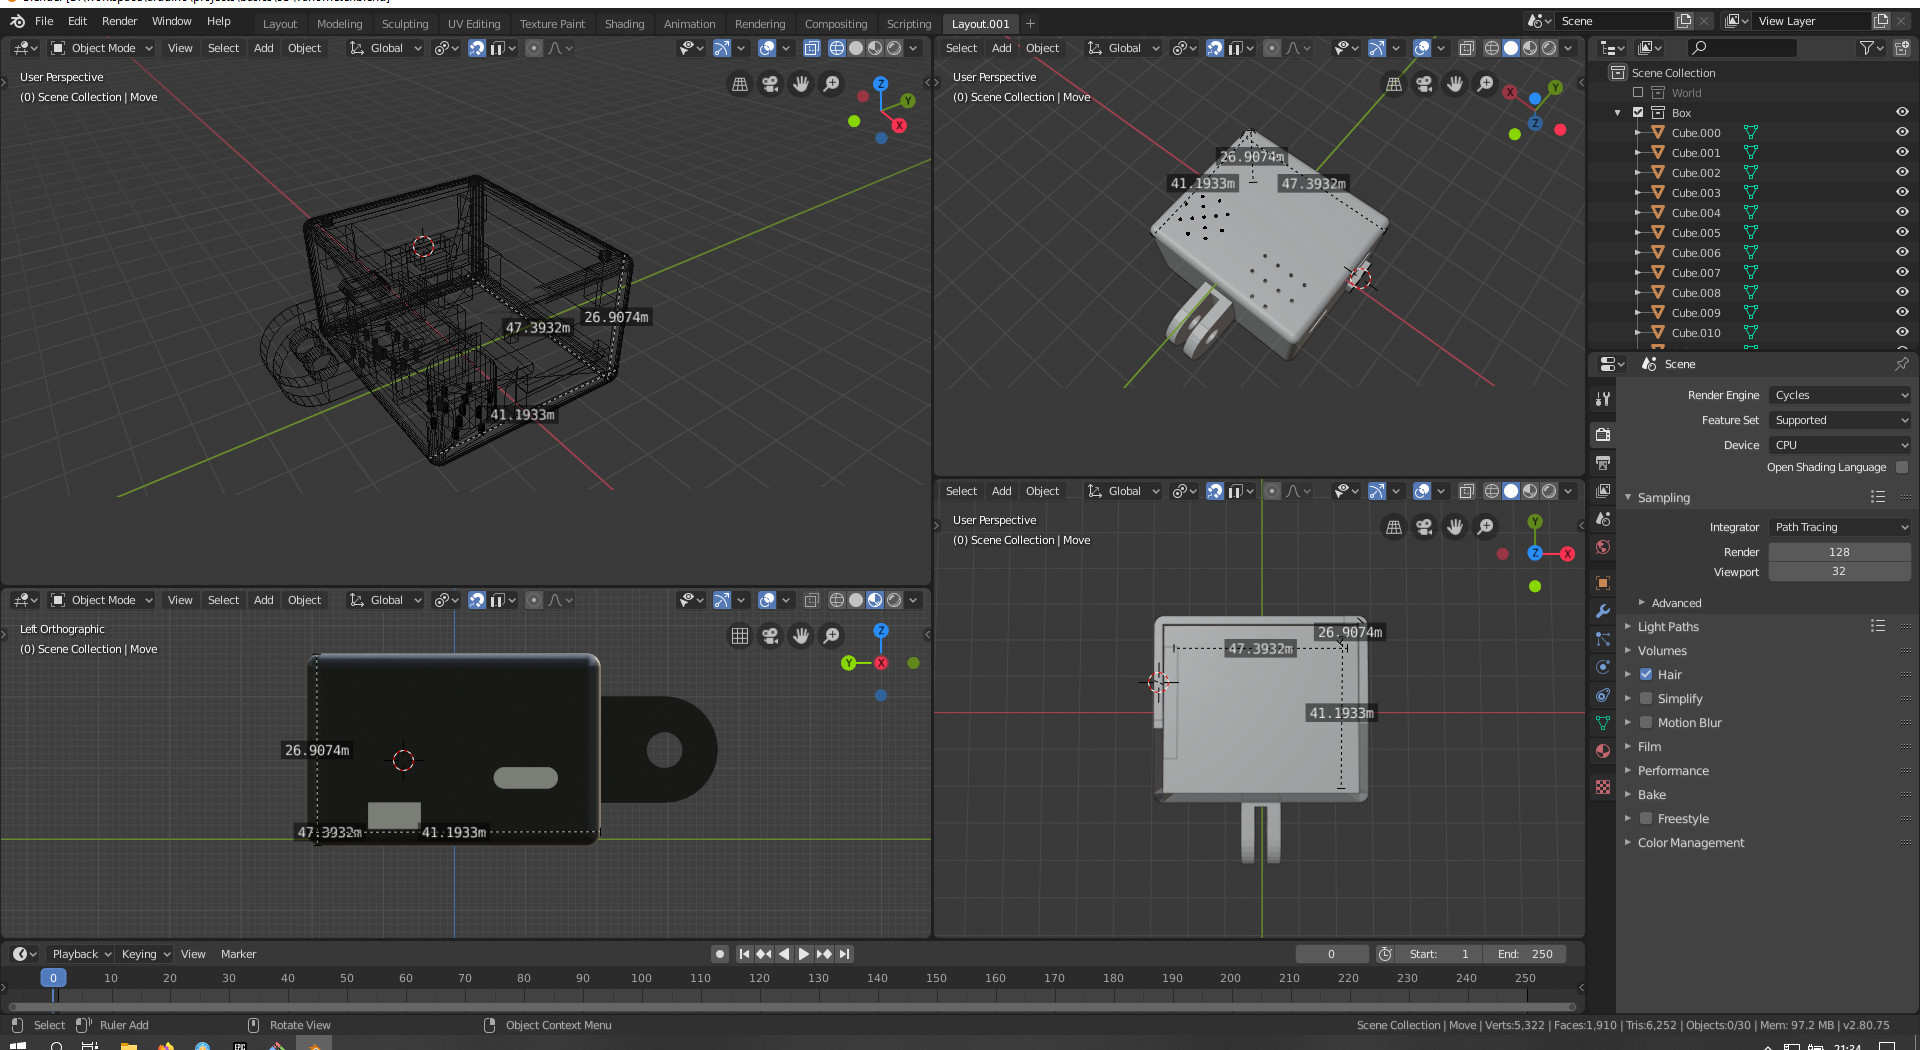 File Edit Render Window Help Layout Modeling Sculpting UV Editing Texture Paint Shading Animation Rendering Compositing Scripting Layout.001 + Scene View Layer
Object Mode View Select Add Object Global
User Perspective
(0) Scene Collection | Move
Z
Y
X
47.3932m
26.9074m
41.1933m
Select Add Object Global
User Perspective
(0) Scene Collection | Move
X
Y
Z
26.9074m
41.1933m
47.3932m
Object Mode View Select Add Object Global
Left Orthographic
(0) Scene Collection | Move
Z
Y
X
26.9074m
47.3932m
41.1933m
Select Add Object Global
User Perspective
(0) Scene Collection | Move
Y
Z
X
26.9074m
47.3932m
41.1933m
Scene Collection
World
Box
Cube.000
Cube.001
Cube.002
Cube.003
Cube.004
Cube.005
Cube.006
Cube.007
Cube.008
Cube.009
Cube.010
Scene
Render Engine Cycles
Feature Set Supported
Device CPU
Open Shading Language
Sampling
Integrator Path Tracing
Render 128
Viewport 32
Advanced
Light Paths
Volumes
Hair
Simplify
Motion Blur
Film
Performance
Bake
Freestyle
Color Management
Playback Keying View Marker 0 Start: 1 End: 250
0 10 20 30 40 50 60 70 80 90 100 110 120 130 140 150 160 170 180 190 200 210 220 230 240 250
Select Ruler Add Rotate View Object Context Menu Scene Collection | Move | Verts:5,322 | Faces:1,910 | Tris:6,252 | Objects:0/30 | Mem: 97.2 MB | v2.80.75
EPIC